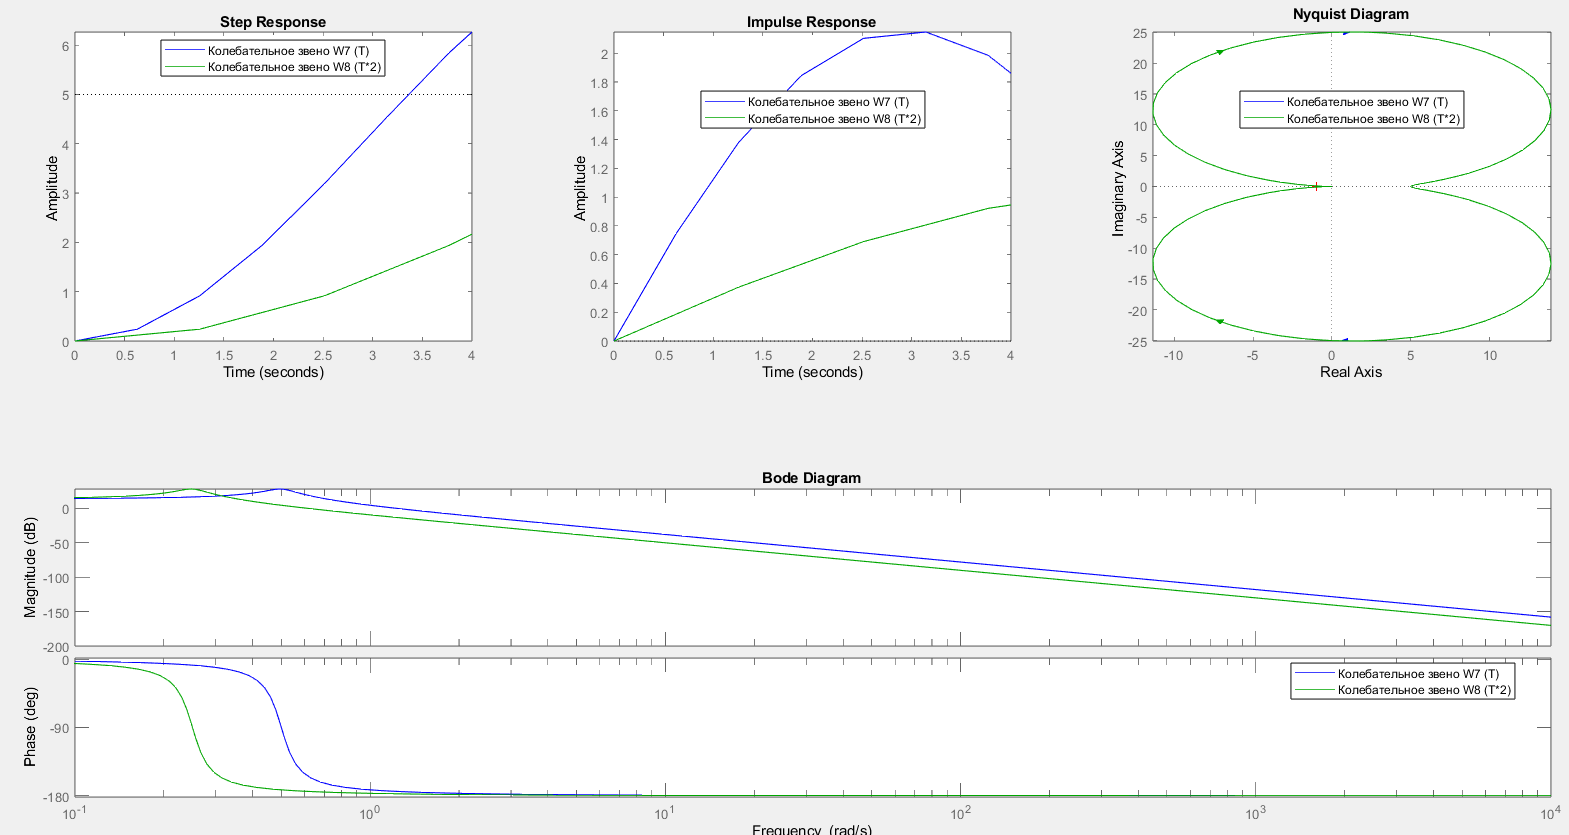 Step Response
Колебательное звено W7 (T)
Колебательное звено W8 (T*2)
Amplitude
6
5
4
3
2
1
0
0 0.5 1 1.5 2 2.5 3 3.5 4
Time (seconds)
Impulse Response
Колебательное звено W7 (T)
Колебательное звено W8 (T*2)
Amplitude
2
1.8
1.6
1.4
1.2
1
0.8
0.6
0.4
0.2
0
0 0.5 1 1.5 2 2.5 3 3.5 4
Time (seconds)
Nyquist Diagram
Колебательное звено W7 (T)
Колебательное звено W8 (T*2)
Imaginary Axis
25
20
15
10
5
0
-5
-10
-15
-20
-25
-10 -5 0 5 10
Real Axis
Bode Diagram
Magnitude (dB)
0
-50
-100
-150
-200
Phase (deg)
0
-90
-180
Колебательное звено W7 (T)
Колебательное звено W8 (T*2)
10^-1 10^0 10^1 10^2 10^3 10^4
Frequency (rad/s)